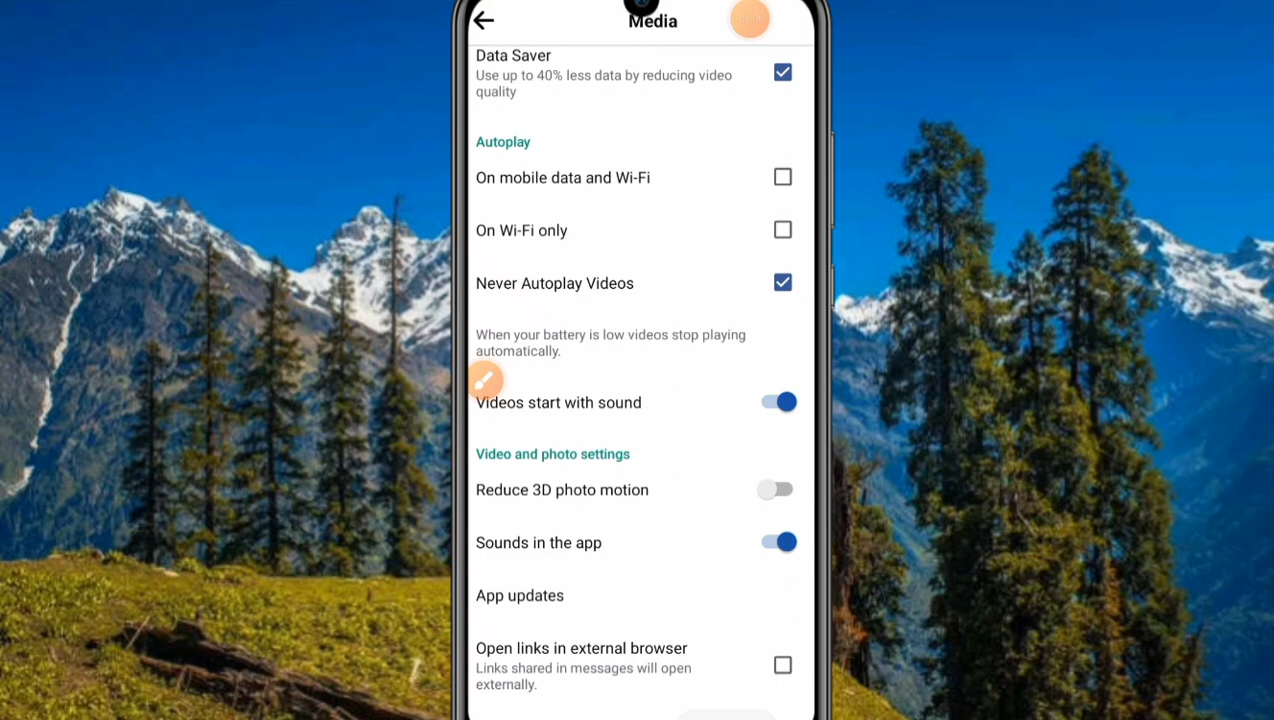 Media
Data Saver
Use up to 40% less data by reducing video
quality
Autoplay
On mobile data and Wi-Fi
On Wi-Fi only
Never Autoplay Videos
When your battery is low videos stop playing
automatically.
Videos start with sound
Video and photo settings
Reduce 3D photo motion
Sounds in the app
App updates
Open links in external browser
Links shared in messages will open
externally.